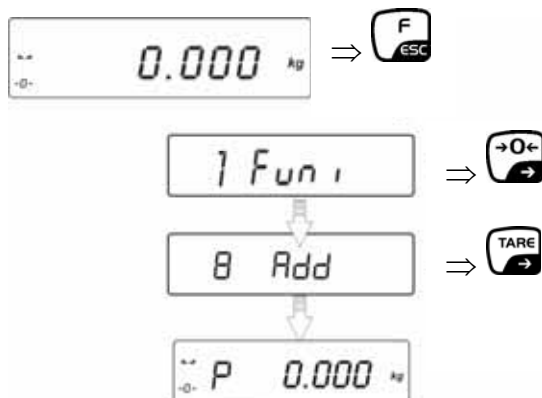 0.000 kg ⇒ F ESC
-0-
1 Funi ⇒ →0←
8 Add ⇒ TARE
P 0.000 kg
-0-